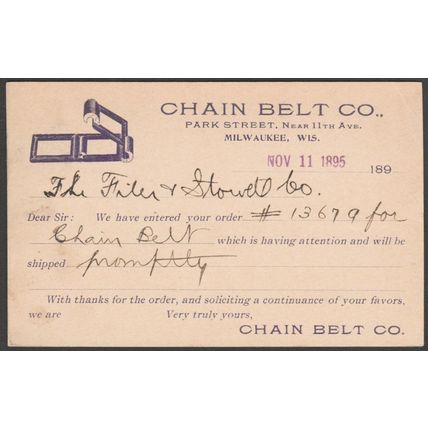 CHAIN BELT CO.,
PARK STREET, NEAR 11TH AVE.
MILWAUKEE, WIS.
NOV 11 1895 189
The Filer & Stowell Co.
Dear Sir: We have entered your order # 13679 for
Chain Belt which is having attention and will be
shipped promptly
With thanks for the order, and soliciting a continuance of your favors,
we are Very truly yours,
CHAIN BELT CO.